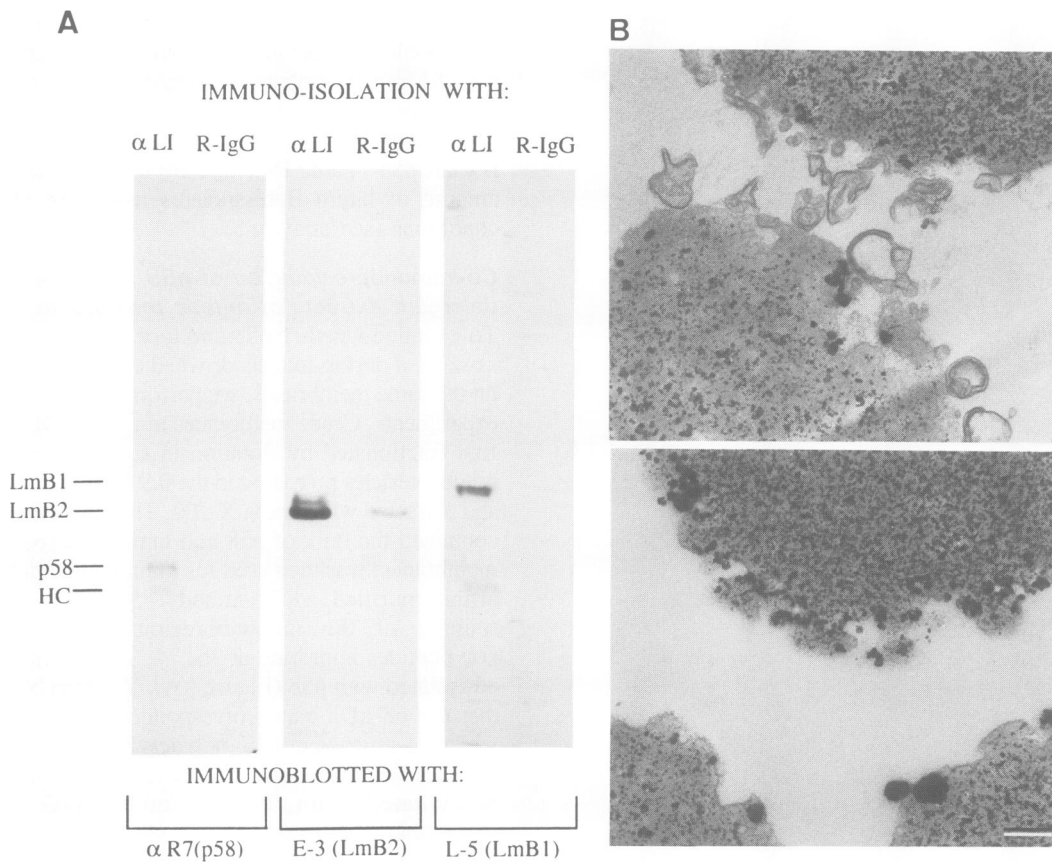 A
B
IMMUNO-ISOLATION WITH:
α LI R-IgG α LI R-IgG α LI R-IgG
LmB1
LmB2
p58
HC
IMMUNOBLOTTED WITH:
α R7(p58) E-3 (LmB2) L-5 (LmB1)